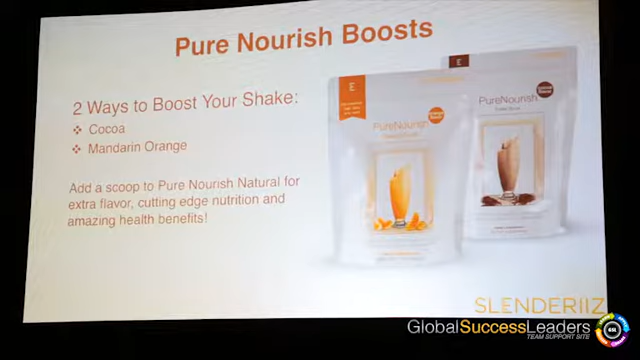 Pure Nourish Boosts
2 Ways to Boost Your Shake:
❖ Cocoa
❖ Mandarin Orange
Add a scoop to Pure Nourish Natural for
extra flavor, cutting edge nutrition and
amazing health benefits!
E
PureNourish
E
PureNourish
SLENDERIIZ
GlobalSuccessLeaders
TEAM SUPPORT SITE
GSL